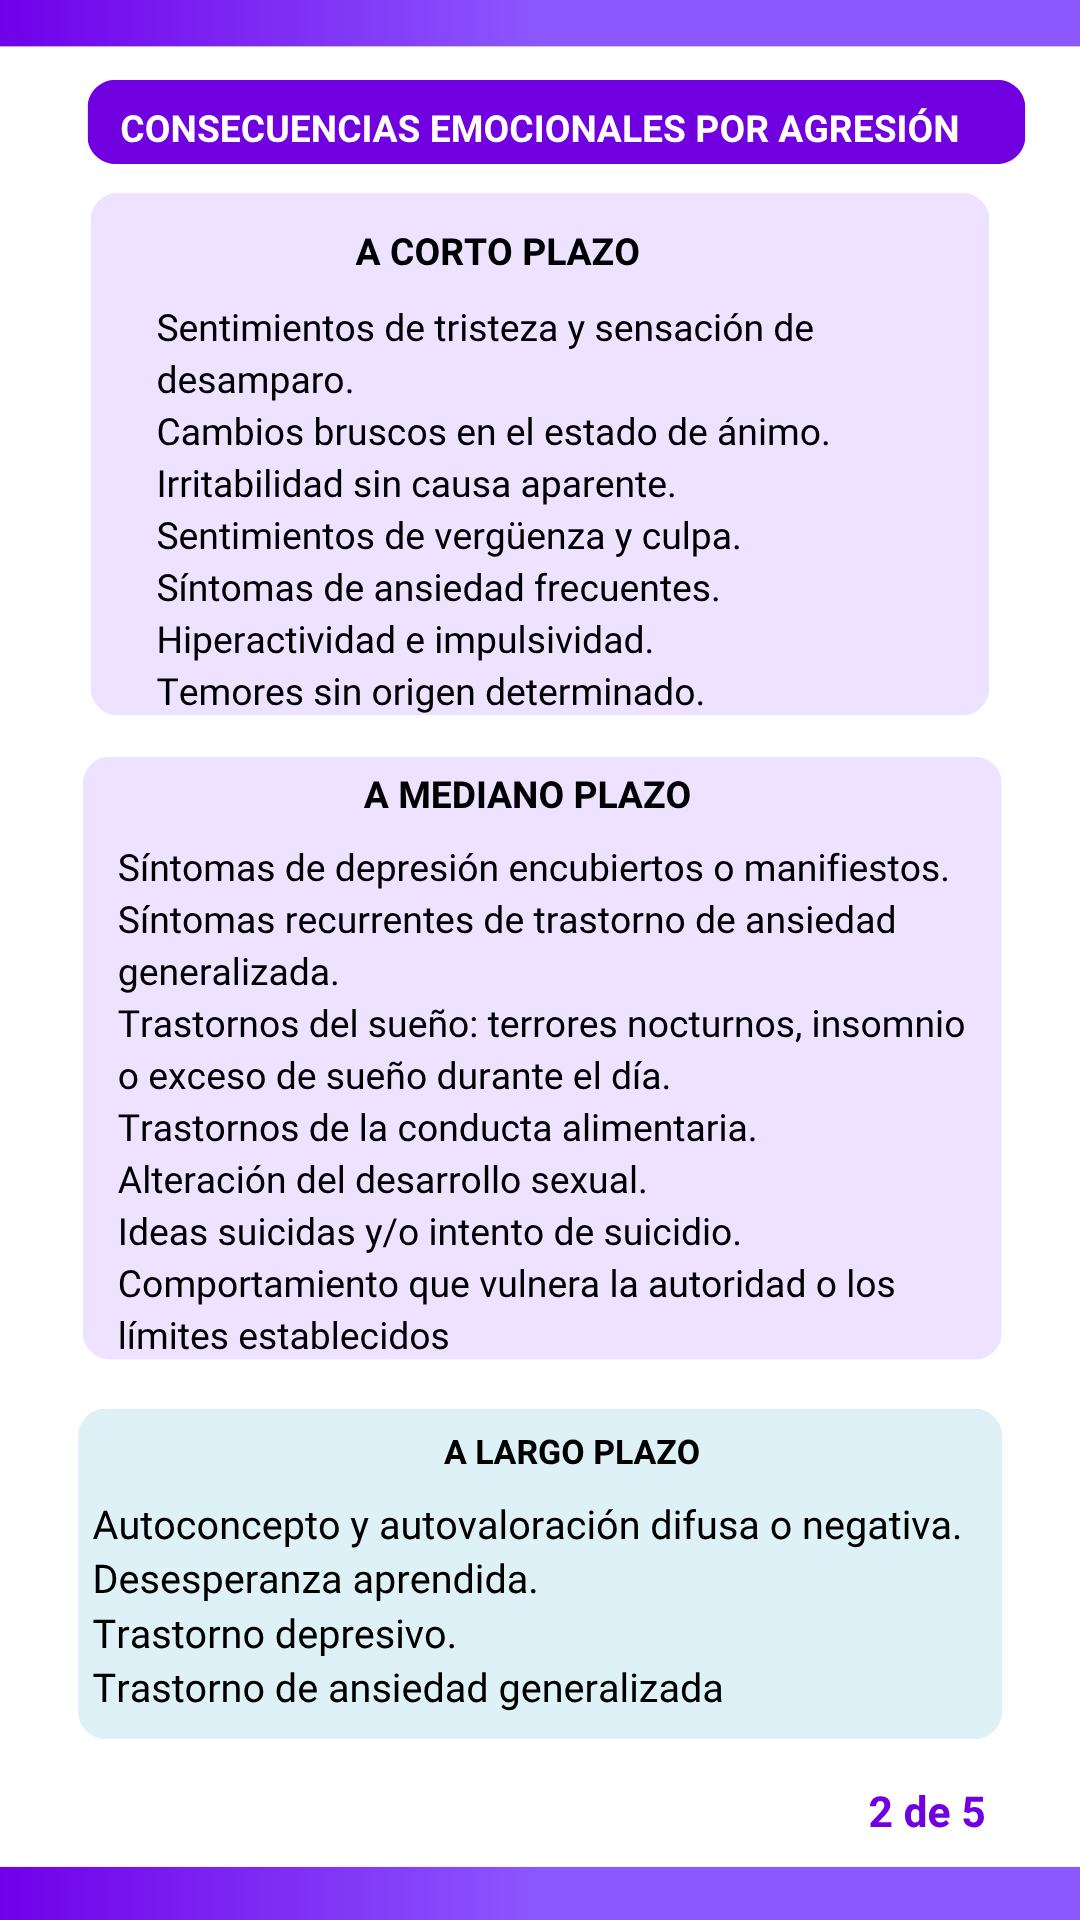 CONSECUENCIAS EMOCIONALES POR AGRESIÓN
A CORTO PLAZO
Sentimientos de tristeza y sensación de
desamparo.
Cambios bruscos en el estado de ánimo.
Irritabilidad sin causa aparente.
Sentimientos de vergüenza y culpa.
Síntomas de ansiedad frecuentes.
Hiperactividad e impulsividad.
Temores sin origen determinado.
A MEDIANO PLAZO
Síntomas de depresión encubiertos o manifiestos.
Síntomas recurrentes de trastorno de ansiedad
generalizada.
Trastornos del sueño: terrores nocturnos, insomnio
o exceso de sueño durante el día.
Trastornos de la conducta alimentaria.
Alteración del desarrollo sexual.
Ideas suicidas y/o intento de suicidio.
Comportamiento que vulnera la autoridad o los
límites establecidos
A LARGO PLAZO
Autoconcepto y autovaloración difusa o negativa.
Desesperanza aprendida.
Trastorno depresivo.
Trastorno de ansiedad generalizada
2 de 5